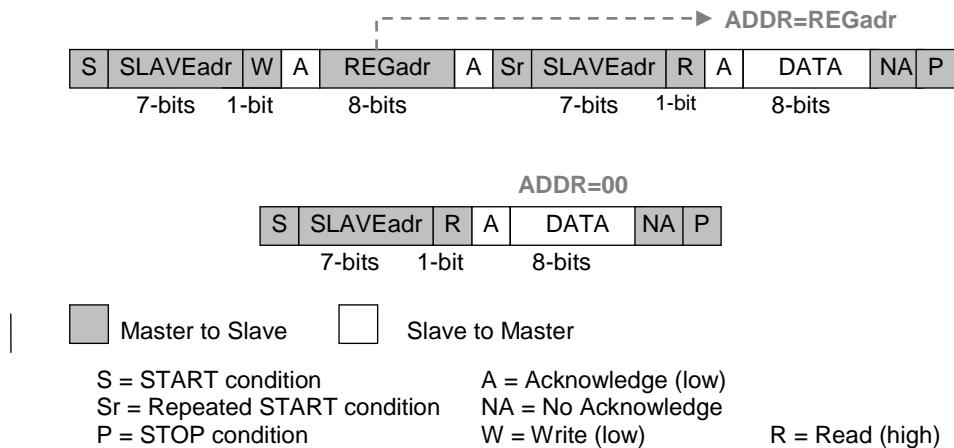 ADDR=REGadr
S SLAVEadr W A REGadr A Sr SLAVEadr R A DATA NA P
7-bits 1-bit 8-bits 7-bits 1-bit 8-bits
ADDR=00
S SLAVEadr R A DATA NA P
7-bits 1-bit 8-bits
Master to Slave Slave to Master
S = START condition A = Acknowledge (low)
Sr = Repeated START condition NA = No Acknowledge
P = STOP condition W = Write (low) R = Read (high)